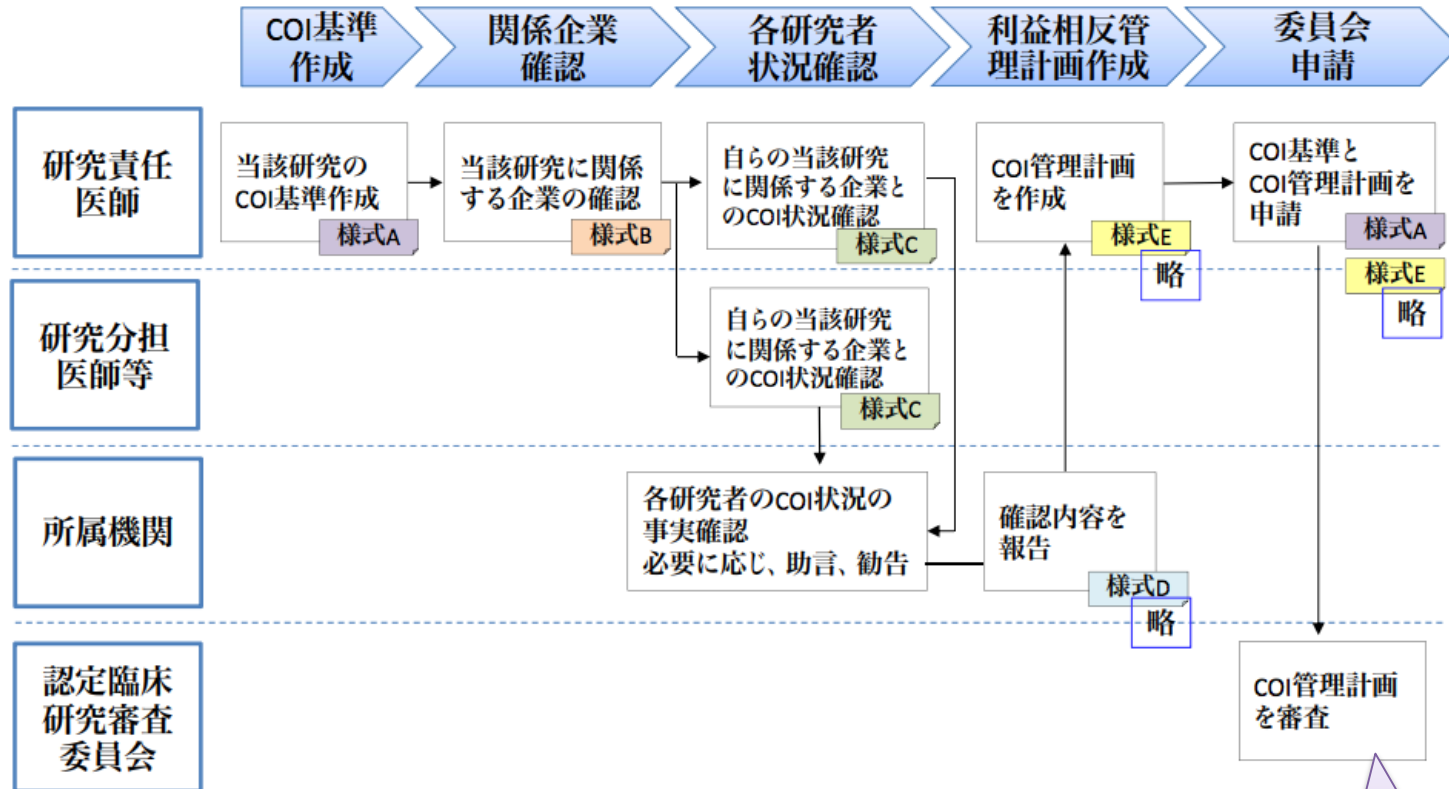 COI基準
作成
関係企業
確認
各研究者
状況確認
利益相反管
理計画作成
委員会
申請
研究責任
医師
当該研究の
COI基準作成
様式A
当該研究に関係
する企業の確認
様式B
自らの当該研究
に関係する企業と
のCOI状況確認
様式C
COI管理計画
を作成
様式E
略
COI基準と
COI管理計画を
申請
様式A
様式E
略
研究分担
医師等
自らの当該研究
に関係する企業と
のCOI状況確認
様式C
所属機関
各研究者のCOI状況の
事実確認
必要に応じ、助言、勧告
確認内容を
報告
様式D
略
認定臨床
研究審査
委員会
COI管理計画
を審査